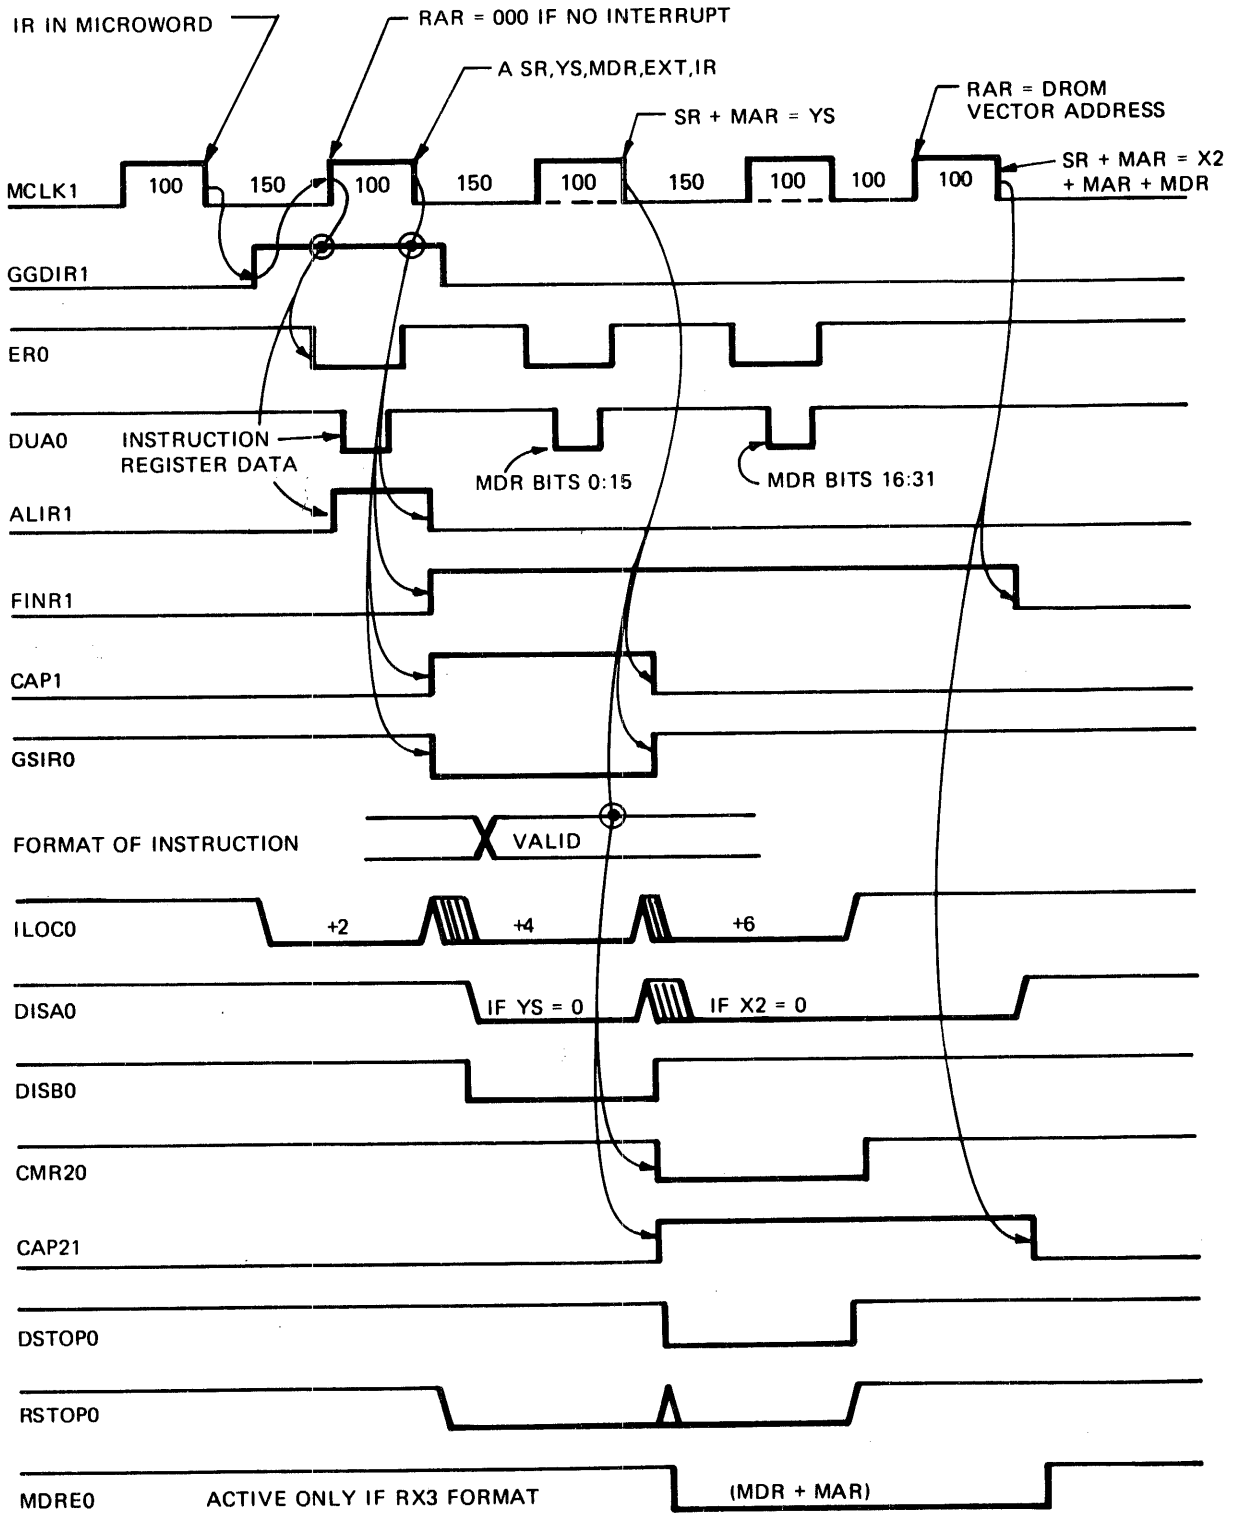 IR IN MICROWORD
RAR = 000 IF NO INTERRUPT
A SR,YS,MDR,EXT,IR
SR + MAR = YS
RAR = DROM
VECTOR ADDRESS
SR + MAR = X2
+ MAR + MDR
MCLK1
100 150 100 150 100 150 100 100 100
GGDIR1
ER0
DUA0
INSTRUCTION
REGISTER DATA
MDR BITS 0:15
MDR BITS 16:31
ALIR1
FINR1
CAP1
GSIR0
FORMAT OF INSTRUCTION
VALID
ILOC0
+2 +4 +6
DISA0
IF YS = 0
IF X2 = 0
DISB0
CMR20
CAP21
DSTOP0
RSTOP0
MDRE0
ACTIVE ONLY IF RX3 FORMAT
(MDR + MAR)